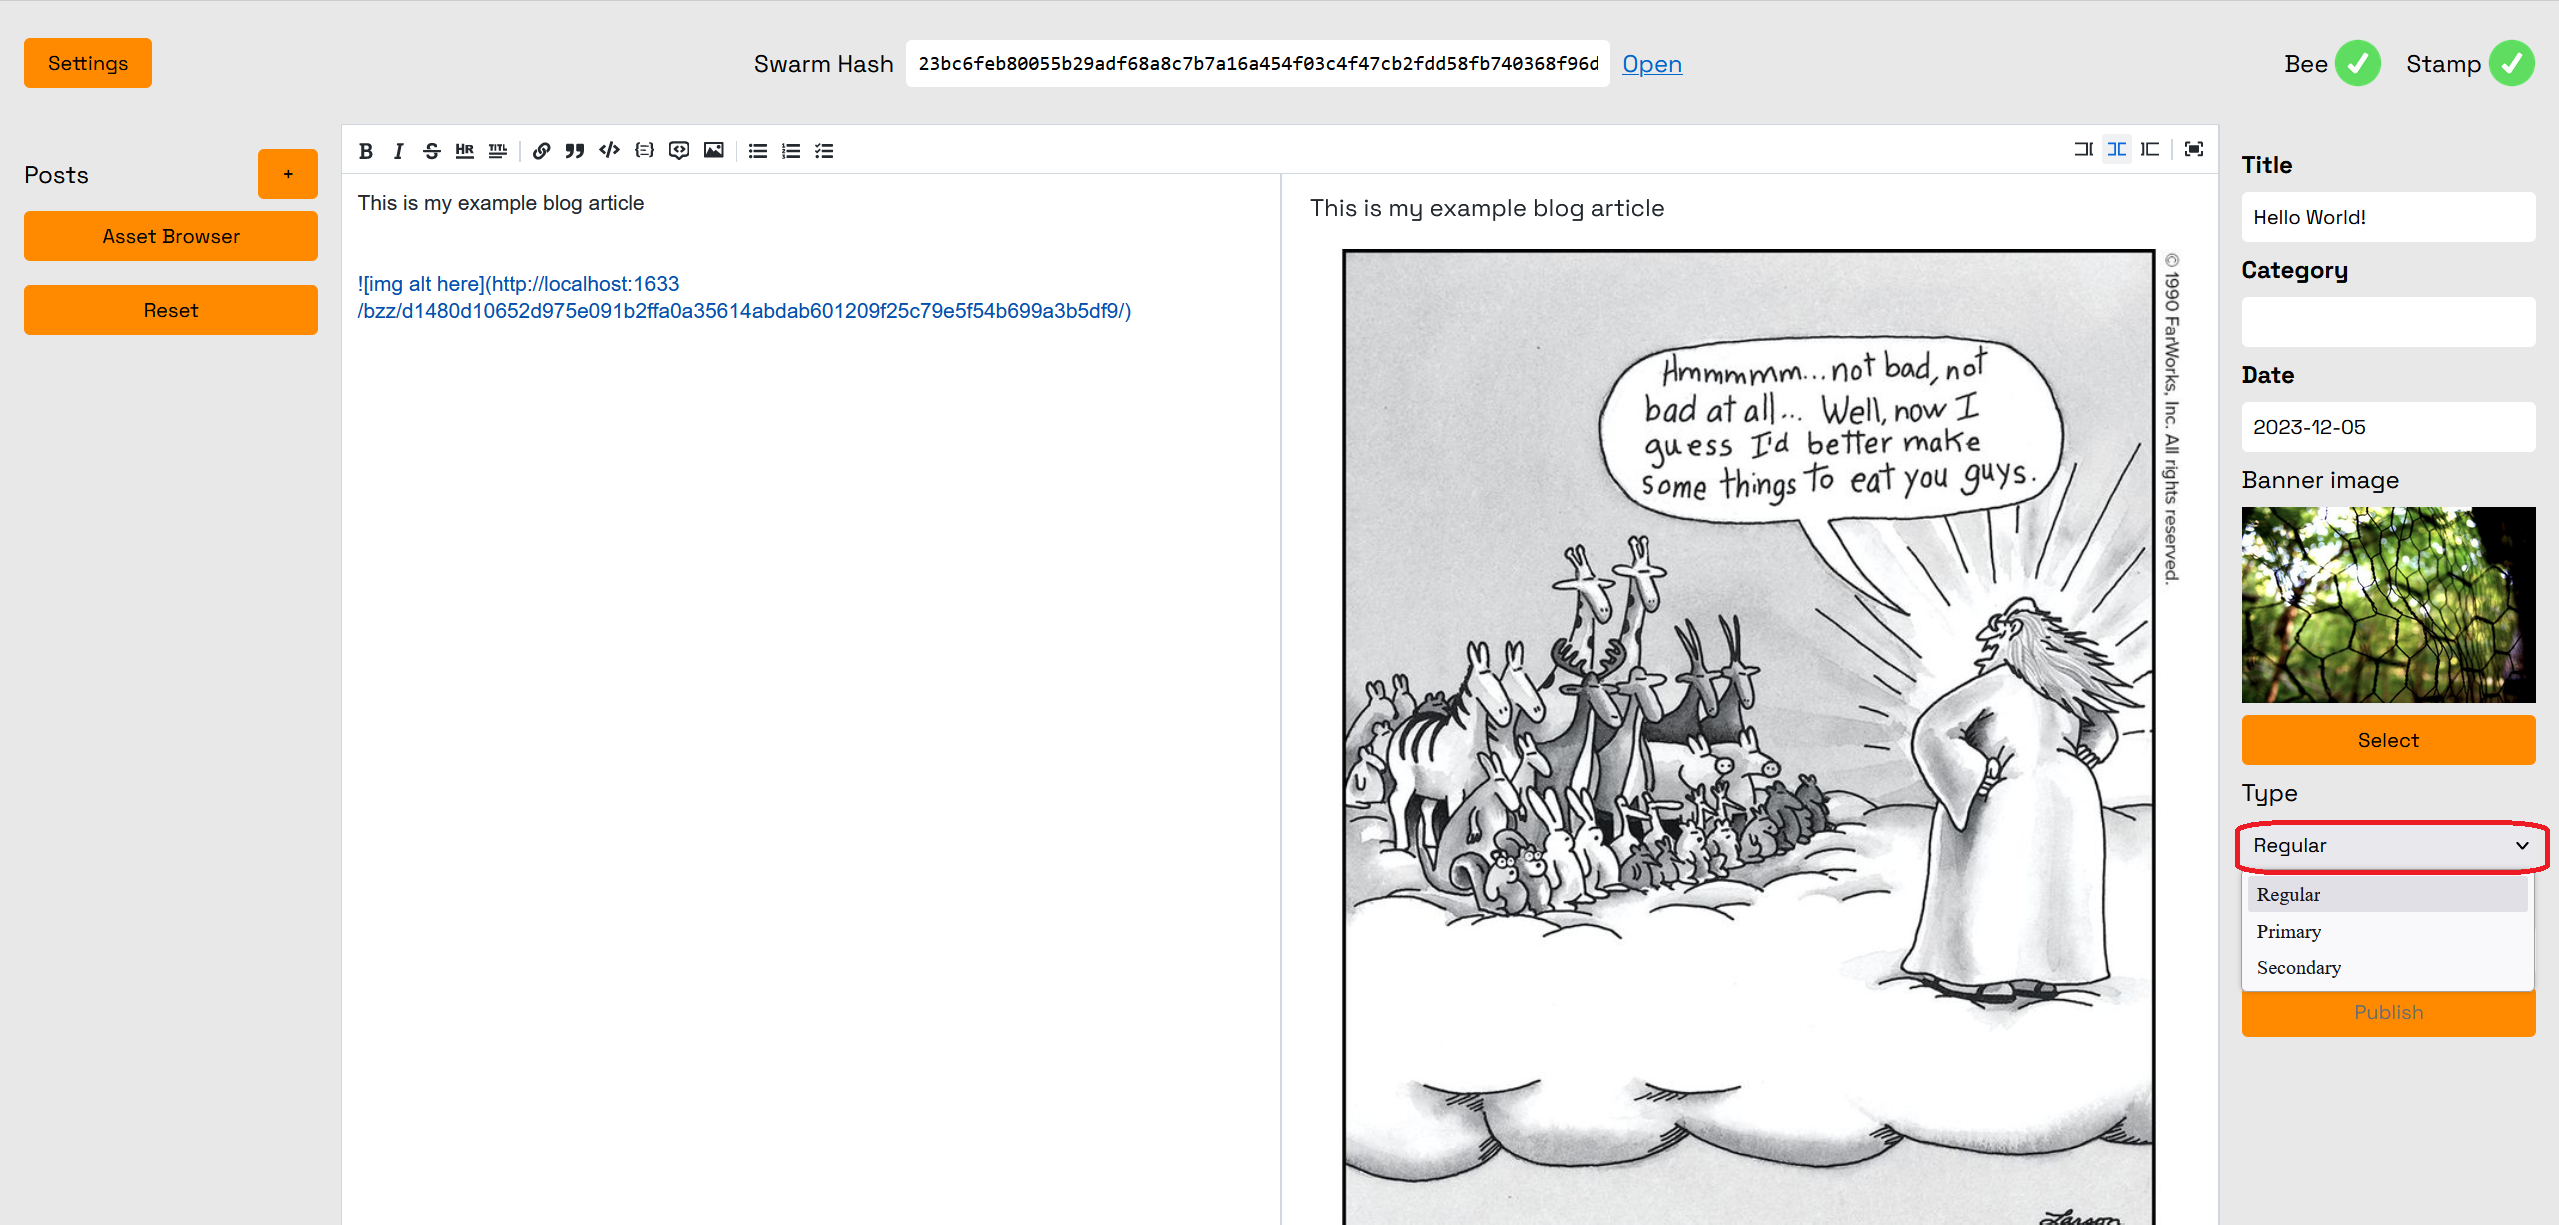 Settings
Swarm Hash
23bc6feb80055b29adf68a8c7b7a16a454f03c4f47cb2fdd58fb740368f96d
Open
Bee
Stamp
Posts
+
Asset Browser
Reset
B I S HR TITL
This is my example blog article
![img alt here](http://localhost:1633
/bzz/d1480d10652d975e091b2ffa0a35614abdab601209f25c79e5f54b699a3b5df9/)
This is my example blog article
Hmmmmm...not bad, not
bad at all... Well, now I
guess I'd better make
some things to eat you guys.
© 1990 FarWorks, Inc. All rights reserved.
Larson
Title
Hello World!
Category
Date
2023-12-05
Banner image
Select
Type
Regular
Regular
Primary
Secondary
Publish